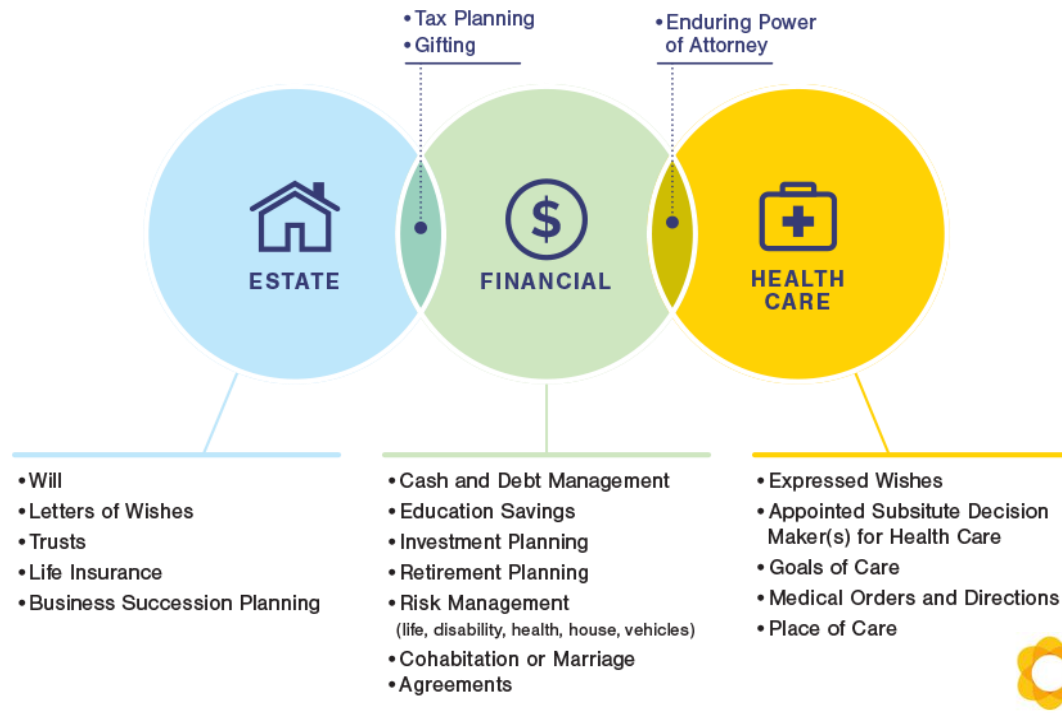 • Tax Planning
• Gifting
• Enduring Power
of Attorney
$
ESTATE
FINANCIAL
HEALTH
CARE
• Will
• Letters of Wishes
• Trusts
• Life Insurance
• Business Succession Planning
• Cash and Debt Management
• Education Savings
• Investment Planning
• Retirement Planning
• Risk Management
(life, disability, health, house, vehicles)
• Cohabitation or Marriage
• Agreements
• Expressed Wishes
• Appointed Subsitute Decision
Maker(s) for Health Care
• Goals of Care
• Medical Orders and Directions
• Place of Care